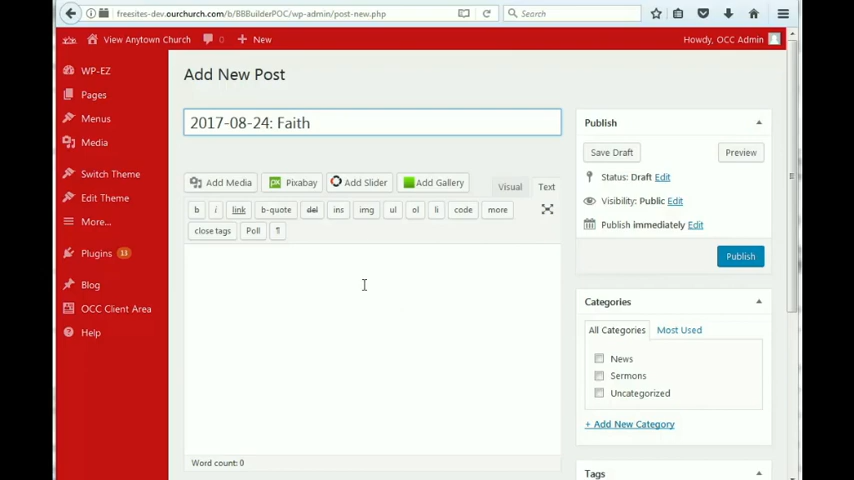 freesites-dev.ourchurch.com/b/BBBuilderPOC/wp-admin/post-new.php
Search
View Anytown Church
0
+ New
Howdy, OCC Admin
WP-EZ
Pages
Menus
Media
Switch Theme
Edit Theme
More...
Plugins 13
Blog
OCC Client Area
Help
Add New Post
2017-08-24: Faith
Add Media
Pixabay
Add Slider
Add Gallery
Visual
Text
b
i
link
b-quote
del
ins
img
ul
ol
li
code
more
close tags
Poll
¶
Word count: 0
Publish
Save Draft
Preview
Status: Draft Edit
Visibility: Public Edit
Publish immediately Edit
Publish
Categories
All Categories
Most Used
News
Sermons
Uncategorized
+ Add New Category
Tags